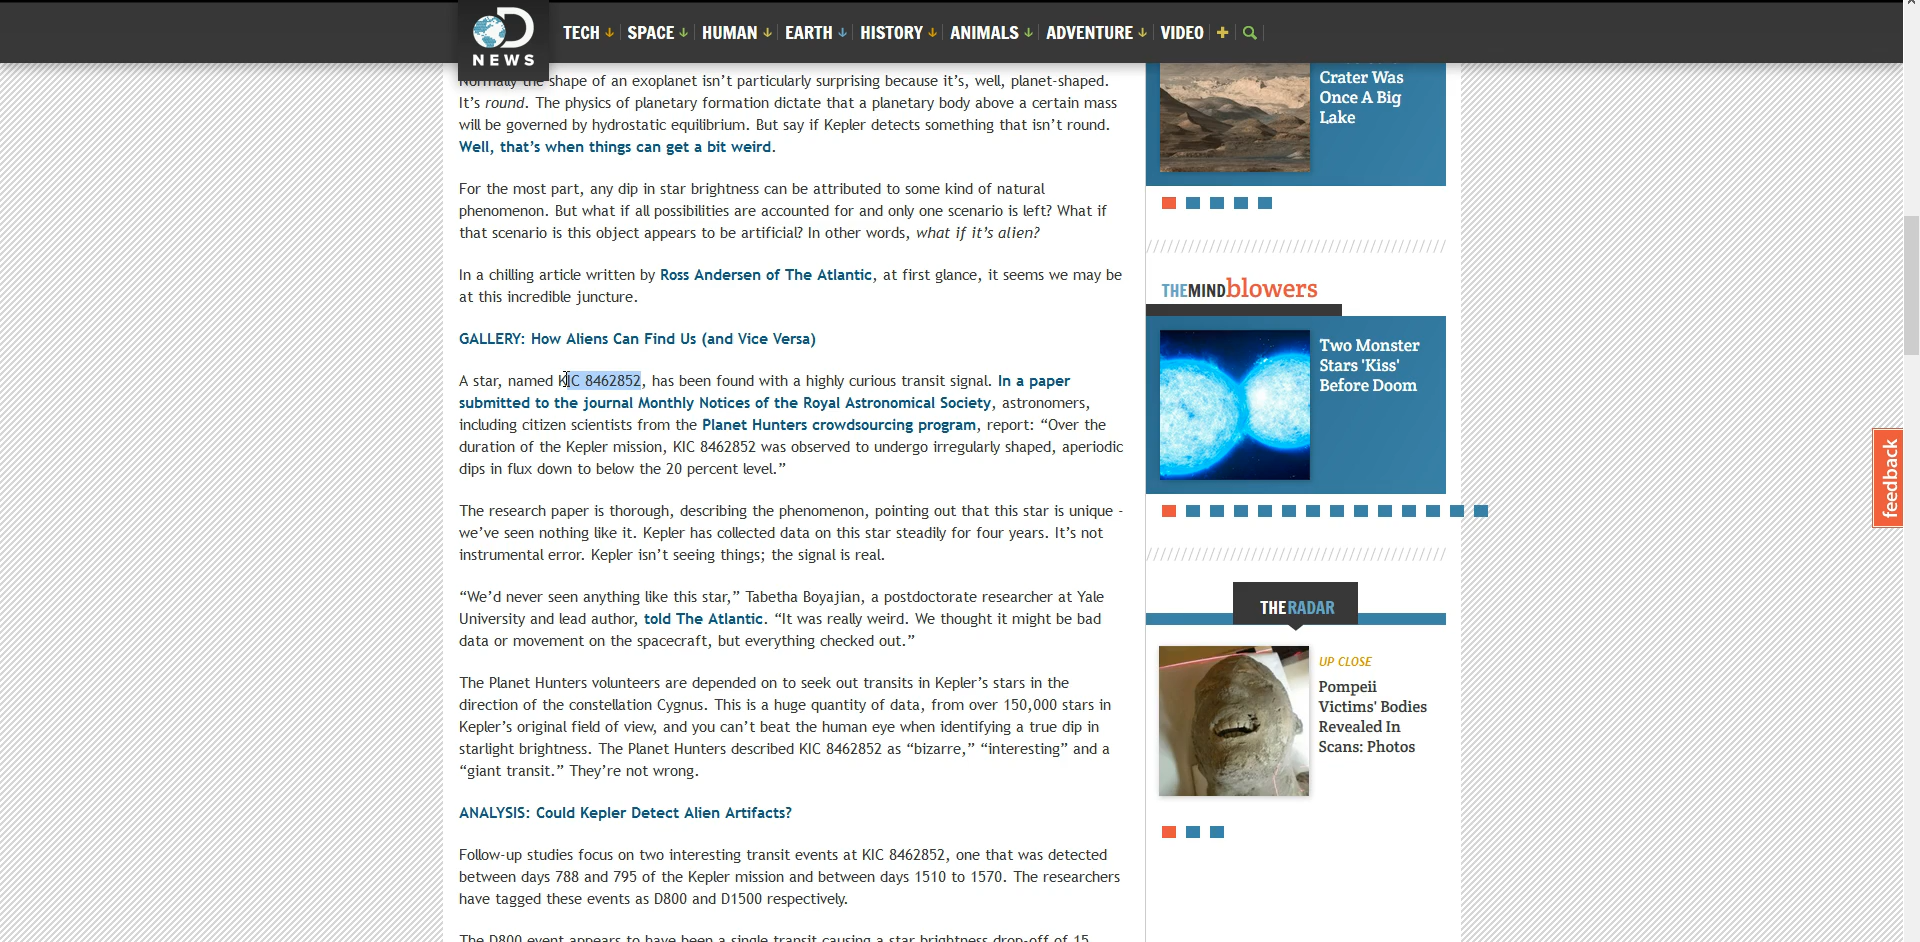 NEWS
TECH
SPACE
HUMAN
EARTH
HISTORY
ANIMALS
ADVENTURE
VIDEO
Normally the shape of an exoplanet isn’t particularly surprising because it’s, well, planet-shaped.
It’s round. The physics of planetary formation dictate that a planetary body above a certain mass
will be governed by hydrostatic equilibrium. But say if Kepler detects something that isn’t round.
Well, that’s when things can get a bit weird.
For the most part, any dip in star brightness can be attributed to some kind of natural
phenomenon. But what if all possibilities are accounted for and only one scenario is left? What if
that scenario is this object appears to be artificial? In other words, what if it’s alien?
In a chilling article written by Ross Andersen of The Atlantic, at first glance, it seems we may be
at this incredible juncture.
GALLERY: How Aliens Can Find Us (and Vice Versa)
A star, named KIC 8462852, has been found with a highly curious transit signal. In a paper
submitted to the journal Monthly Notices of the Royal Astronomical Society, astronomers,
including citizen scientists from the Planet Hunters crowdsourcing program, report: “Over the
duration of the Kepler mission, KIC 8462852 was observed to undergo irregularly shaped, aperiodic
dips in flux down to below the 20 percent level.”
The research paper is thorough, describing the phenomenon, pointing out that this star is unique -
we’ve seen nothing like it. Kepler has collected data on this star steadily for four years. It’s not
instrumental error. Kepler isn’t seeing things; the signal is real.
“We’d never seen anything like this star,” Tabetha Boyajian, a postdoctorate researcher at Yale
University and lead author, told The Atlantic. “It was really weird. We thought it might be bad
data or movement on the spacecraft, but everything checked out.”
The Planet Hunters volunteers are depended on to seek out transits in Kepler’s stars in the
direction of the constellation Cygnus. This is a huge quantity of data, from over 150,000 stars in
Kepler’s original field of view, and you can’t beat the human eye when identifying a true dip in
starlight brightness. The Planet Hunters described KIC 8462852 as “bizarre,” “interesting” and a
“giant transit.” They’re not wrong.
ANALYSIS: Could Kepler Detect Alien Artifacts?
Follow-up studies focus on two interesting transit events at KIC 8462852, one that was detected
between days 788 and 795 of the Kepler mission and between days 1510 to 1570. The researchers
have tagged these events as D800 and D1500 respectively.
The D800 event appears to have been a single transit causing a star brightness drop-off of 15
Crater Was
Once A Big
Lake
THEMINDblowers
Two Monster
Stars 'Kiss'
Before Doom
THERADAR
UP CLOSE
Pompeii
Victims' Bodies
Revealed In
Scans: Photos
feedback